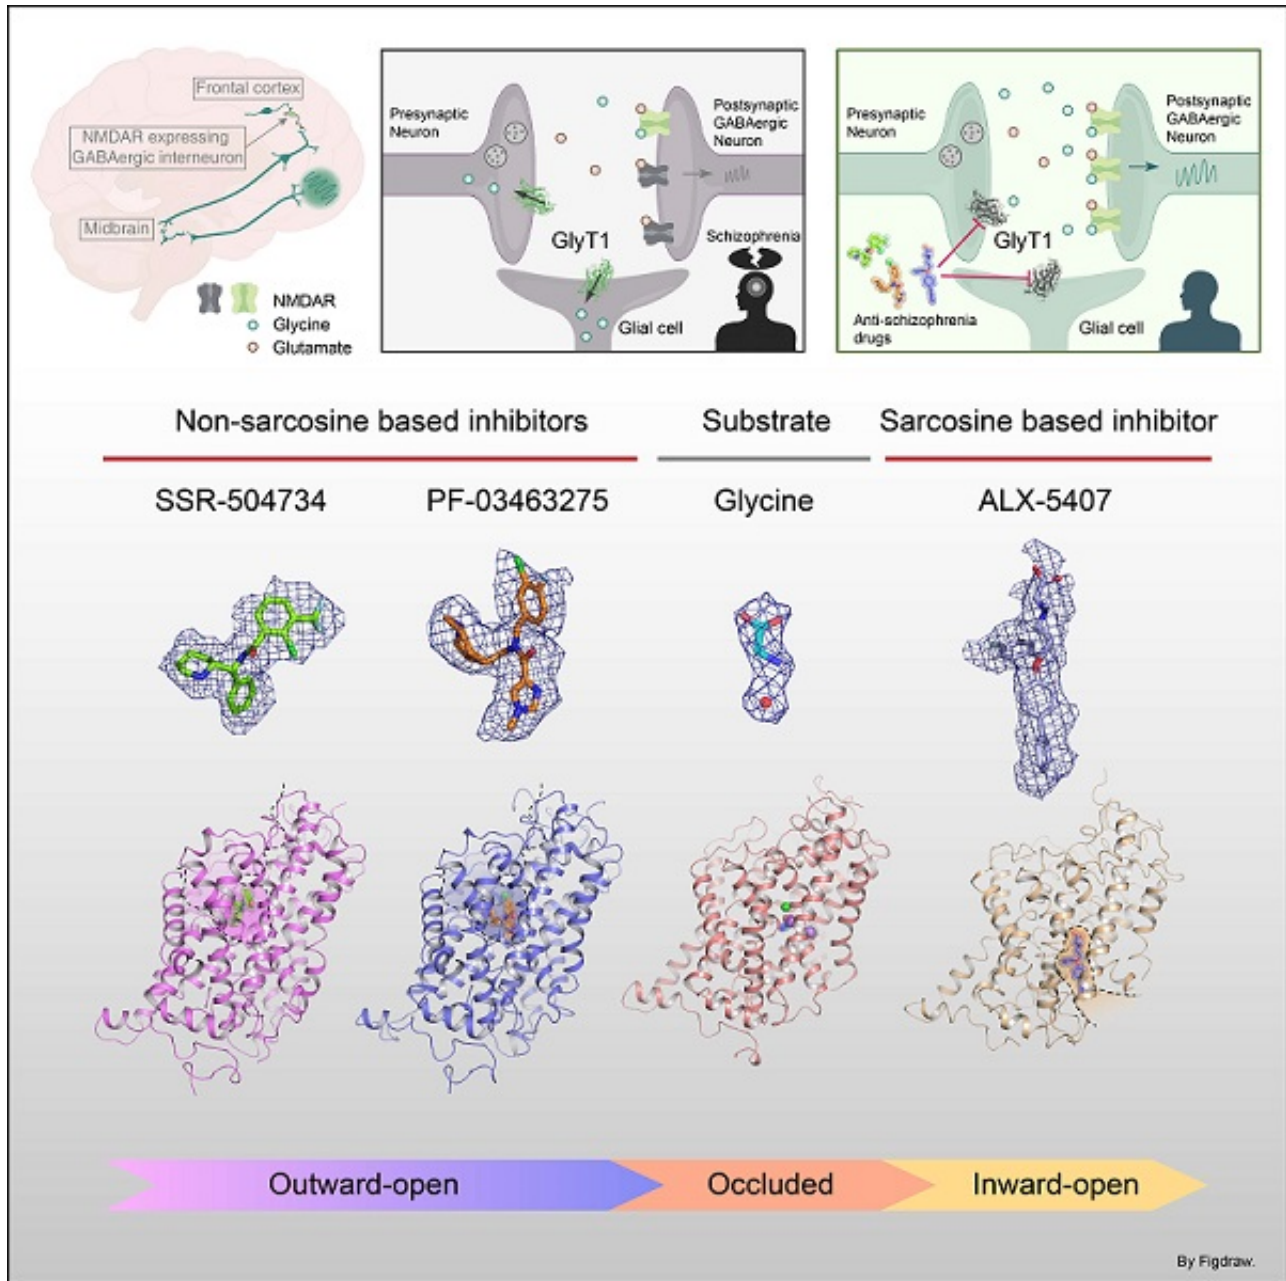 Frontal cortex
NMDAR expressing
GABAergic interneuron
Midbrain
NMDAR
Glycine
Glutamate
Presynaptic
Neuron
Postsynaptic
GABAergic
Neuron
GlyT1
Schizophrenia
Glial cell
Presynaptic
Neuron
Postsynaptic
GABAergic
Neuron
GlyT1
Anti-schizophrenia
drugs
Glial cell
Non-sarcosine based inhibitors
Substrate
Sarcosine based inhibitor
SSR-504734
PF-03463275
Glycine
ALX-5407
Outward-open
Occluded
Inward-open
By Figdraw.